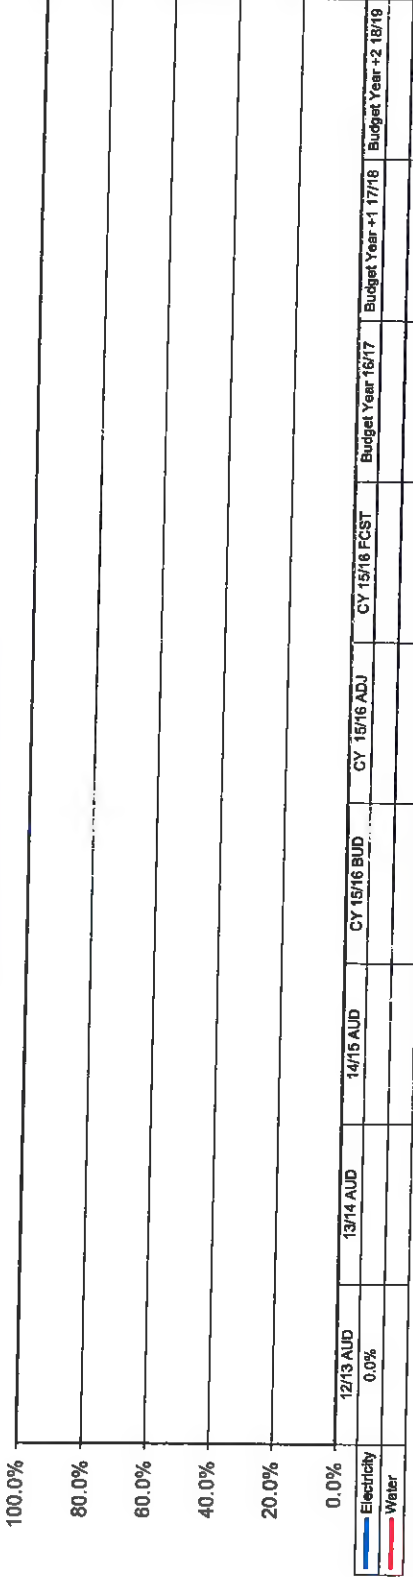 100.0%
80.0%
60.0%
40.0%
20.0%
0.0%
12/13 AUD 13/14 AUD 14/15 AUD CY 15/16 BUD CY 15/16 ADJ CY 15/16 FCST Budget Year 16/17 Budget Year +1 17/18 Budget Year +2 18/19
Electricity 0.0%
Water